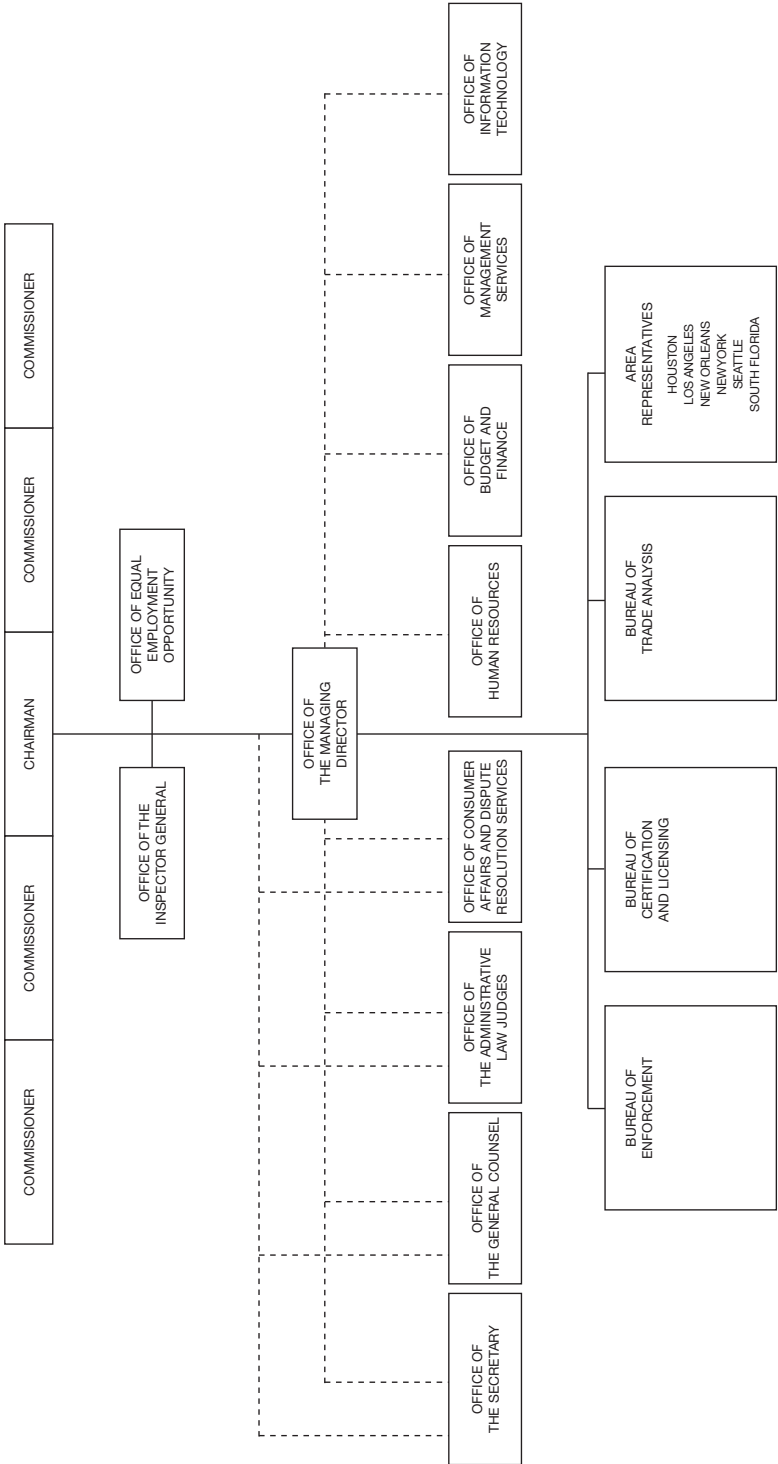 COMMISSIONER
COMMISSIONER
CHAIRMAN
COMMISSIONER
COMMISSIONER
OFFICE OF THE
INSPECTOR GENERAL
OFFICE OF EQUAL
EMPLOYMENT
OPPORTUNITY
OFFICE OF
THE MANAGING
DIRECTOR
OFFICE OF
THE SECRETARY
OFFICE OF
THE GENERAL COUNSEL
OFFICE OF
THE ADMINISTRATIVE
LAW JUDGES
OFFICE OF CONSUMER
AFFAIRS AND DISPUTE
RESOLUTION SERVICES
OFFICE OF
HUMAN RESOURCES
OFFICE OF
BUDGET AND
FINANCE
OFFICE OF
MANAGEMENT
SERVICES
OFFICE OF
INFORMATION
TECHNOLOGY
BUREAU OF
ENFORCEMENT
BUREAU OF
CERTIFICATION
AND LICENSING
BUREAU OF
TRADE ANALYSIS
AREA
REPRESENTATIVES
HOUSTON
LOS ANGELES
NEW ORLEANS
NEW YORK
SEATTLE
SOUTH FLORIDA